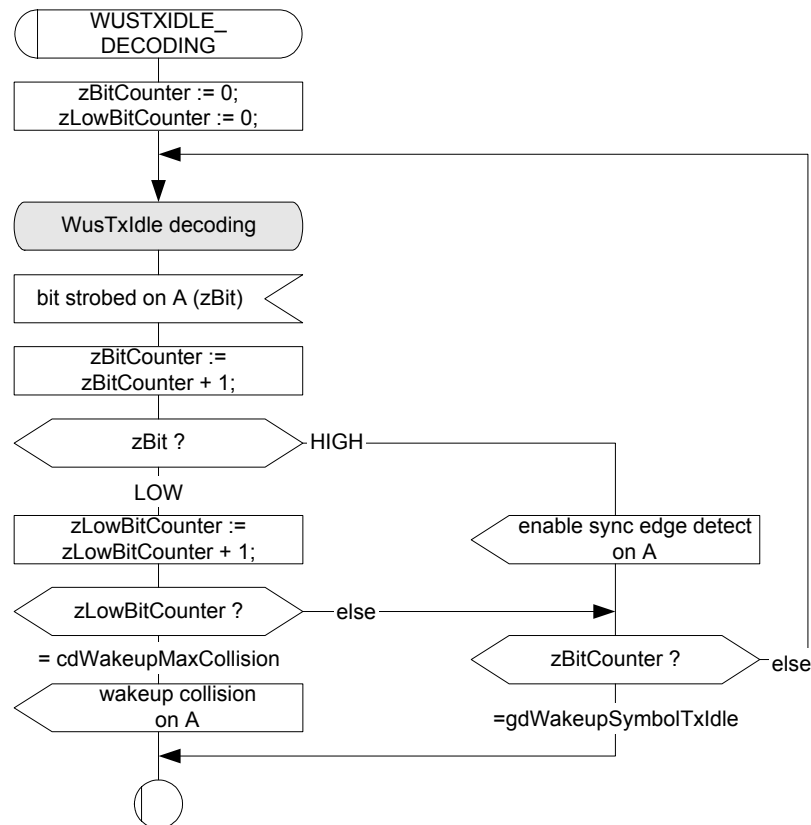 WUSTXIDLE_
DECODING
zBitCounter := 0;
zLowBitCounter := 0;
WusTxIdle decoding
bit strobed on A (zBit)
zBitCounter :=
zBitCounter + 1;
zBit ?
HIGH
LOW
zLowBitCounter :=
zLowBitCounter + 1;
enable sync edge detect
on A
zLowBitCounter ?
else
zBitCounter ?
else
= cdWakeupMaxCollision
wakeup collision
on A
=gdWakeupSymbolTxIdle